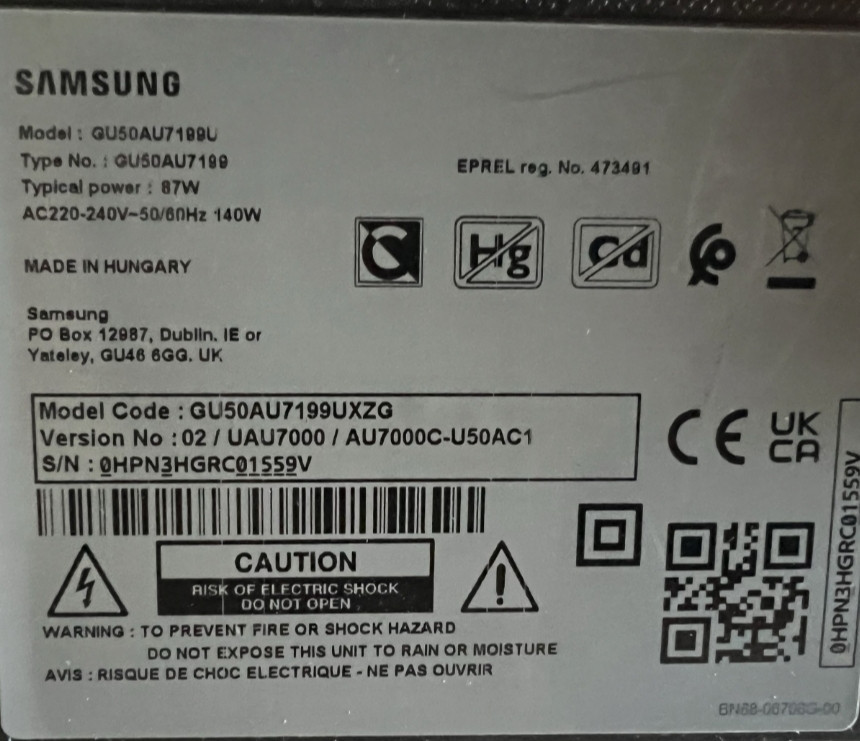 SAMSUNG
Model : GU50AU7199U
Type No. : GU50AU7199
Typical power : 87W
AC220-240V~50/60Hz 140W
EPREL reg. No. 473491
MADE IN HUNGARY
Hg
Cd
Samsung
PO Box 12987, Dublin. IE or
Yateley, GU46 6GG. UK
Model Code : GU50AU7199UXZG
Version No : 02 / UAU7000 / AU7000C-U50AC1
S/N : 0HPN3HGRC01559V
CE
UK
CA
0HPN3HGRC01559V
CAUTION
RISK OF ELECTRIC SHOCK
DO NOT OPEN
WARNING : TO PREVENT FIRE OR SHOCK HAZARD
DO NOT EXPOSE THIS UNIT TO RAIN OR MOISTURE
AVIS : RISQUE DE CHOC ELECTRIQUE - NE PAS OUVRIR